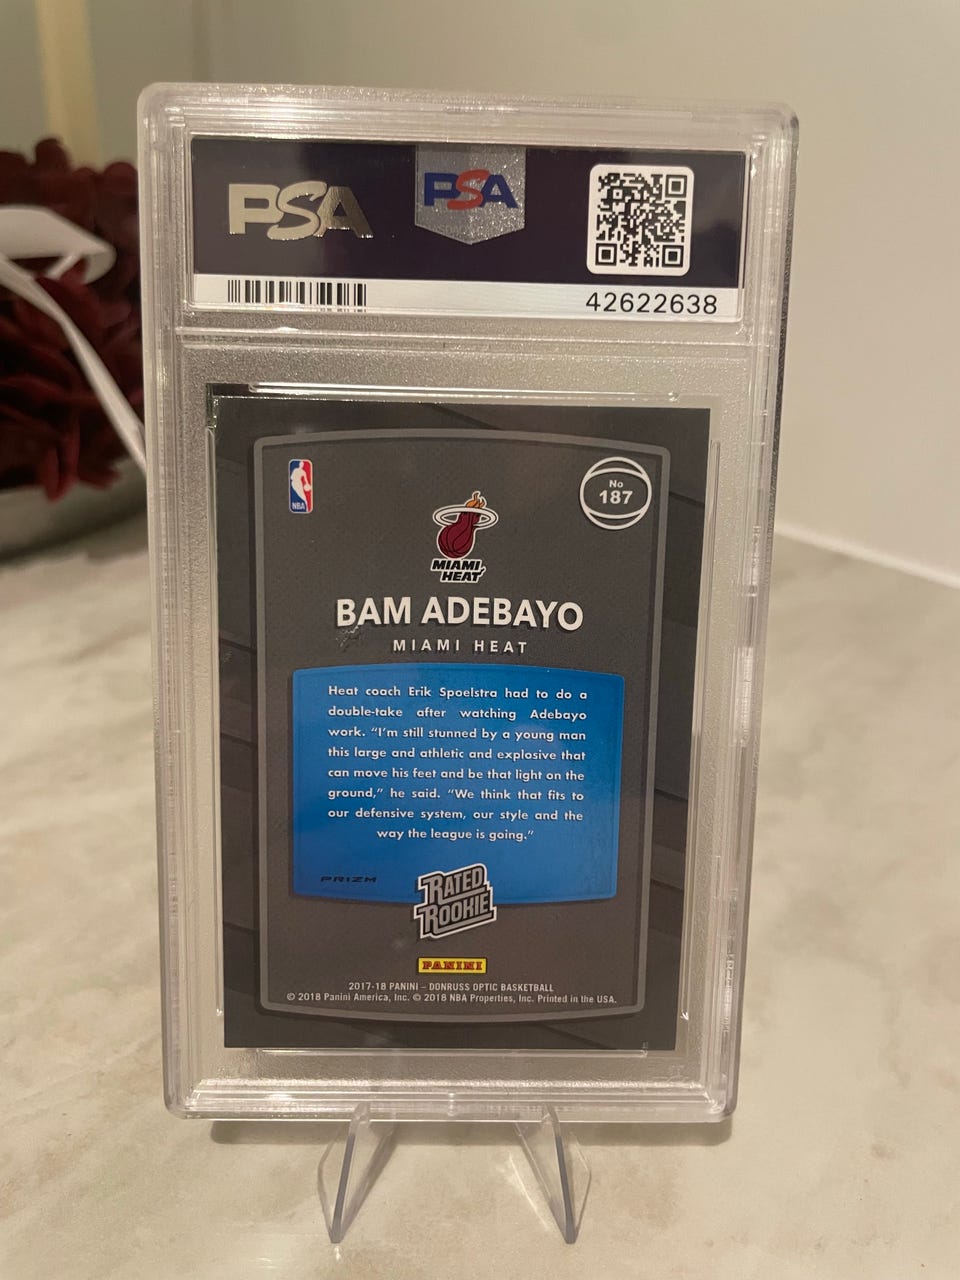 PSA
PSA
42622638
NBA
No
187
MIAMI
HEAT
BAM ADEBAYO
MIAMI HEAT
Heat coach Erik Spoelstra had to do a
double-take after watching Adebayo
work. “I’m still stunned by a young man
this large and athletic and explosive that
can move his feet and be that light on the
ground,” he said. “We think that fits to
our defensive system, our style and the
way the league is going.”
PRIZM
RATED
ROOKIE
PANINI
2017-18 PANINI – DONRUSS OPTIC BASKETBALL
© 2018 Panini America, Inc. © 2018 NBA Properties, Inc. Printed in the USA.